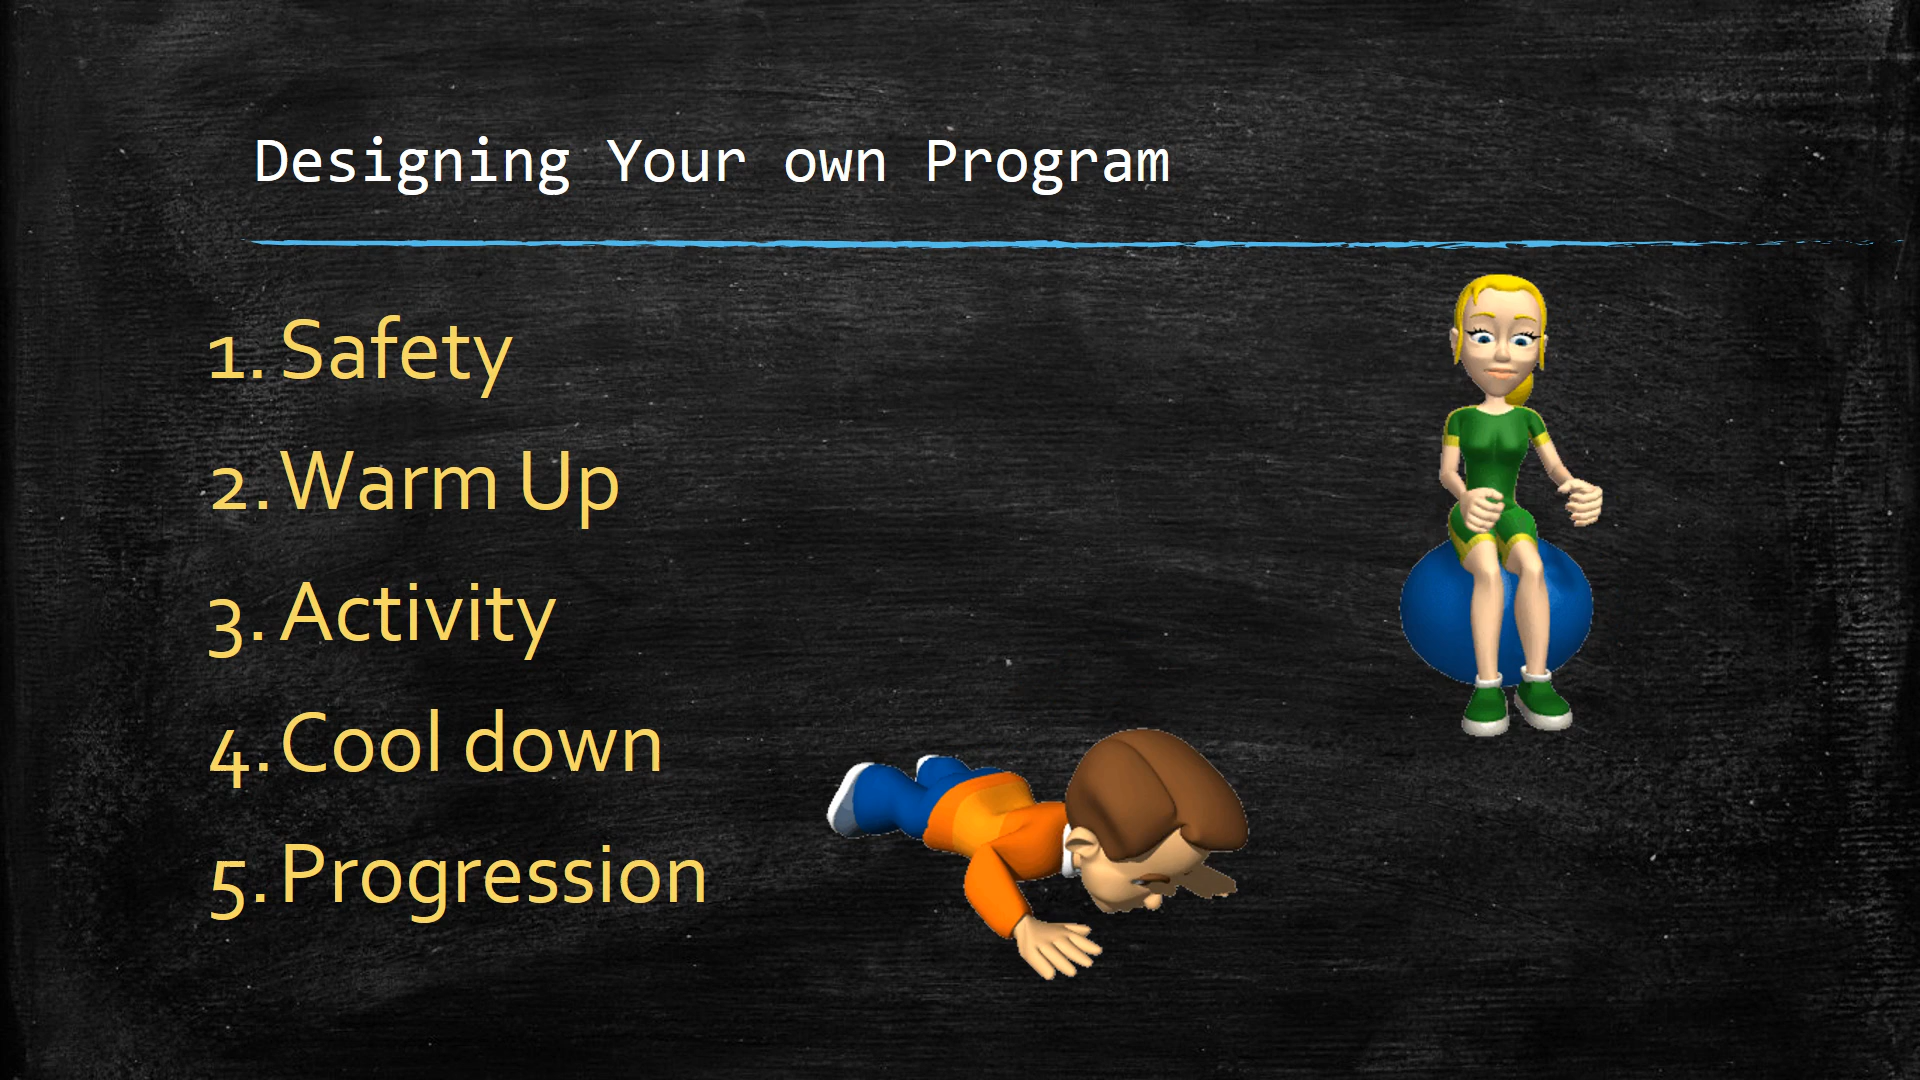 Designing Your own Program
1. Safety
2. Warm Up
3. Activity
4. Cool down
5. Progression